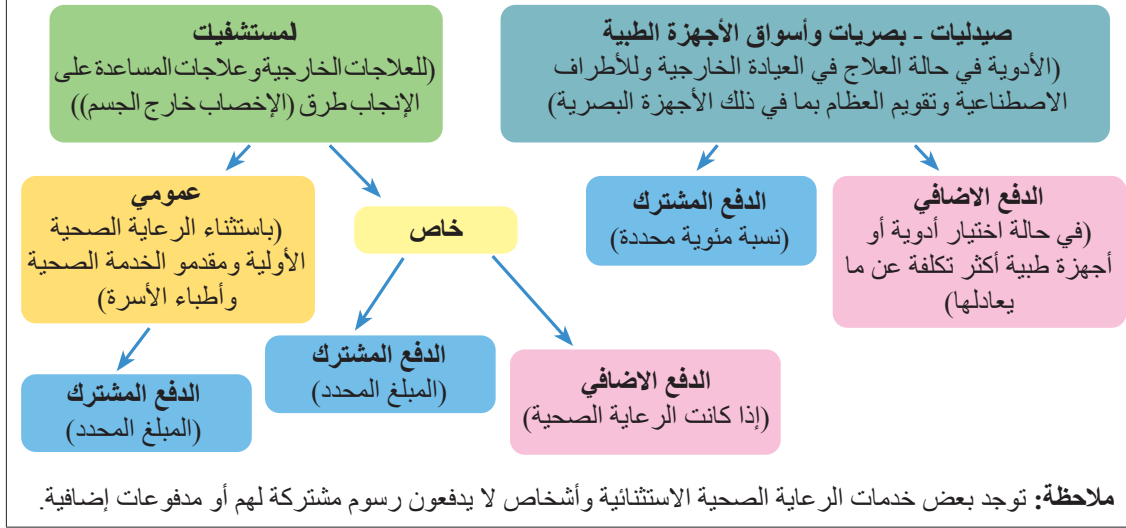 صيدليات - بصريات وأسواق الأجهزة الطبية
(الأدوية في حالة العلاج في العيادة الخارجية وللأطراف
الاصطناعية وتقويم العظام بما في ذلك الأجهزة البصرية)
لمستشفيات
(للعلاجات الخارجية وعلاجات المساعدة على
الإنجاب طرق (الإخصاب خارج الجسم))
الدفع الاضافي
(في حالة اختيار أدوية أو
أجهزة طبية أكثر تكلفة عن ما
يعادلها)
الدفع المشترك
(نسبة مئوية محددة)
خاص
عمومي
(باستثناء الرعاية الصحية
الأولية ومقدمو الخدمة الصحية
وأطباء الأسرة)
الدفع الاضافي
(إذا كانت الرعاية الصحية)
الدفع المشترك
(المبلغ المحدد)
الدفع المشترك
(المبلغ المحدد)
ملاحظة: توجد بعض خدمات الرعاية الصحية الاستثنائية وأشخاص لا يدفعون رسوم مشتركة لهم أو مدفوعات إضافية.